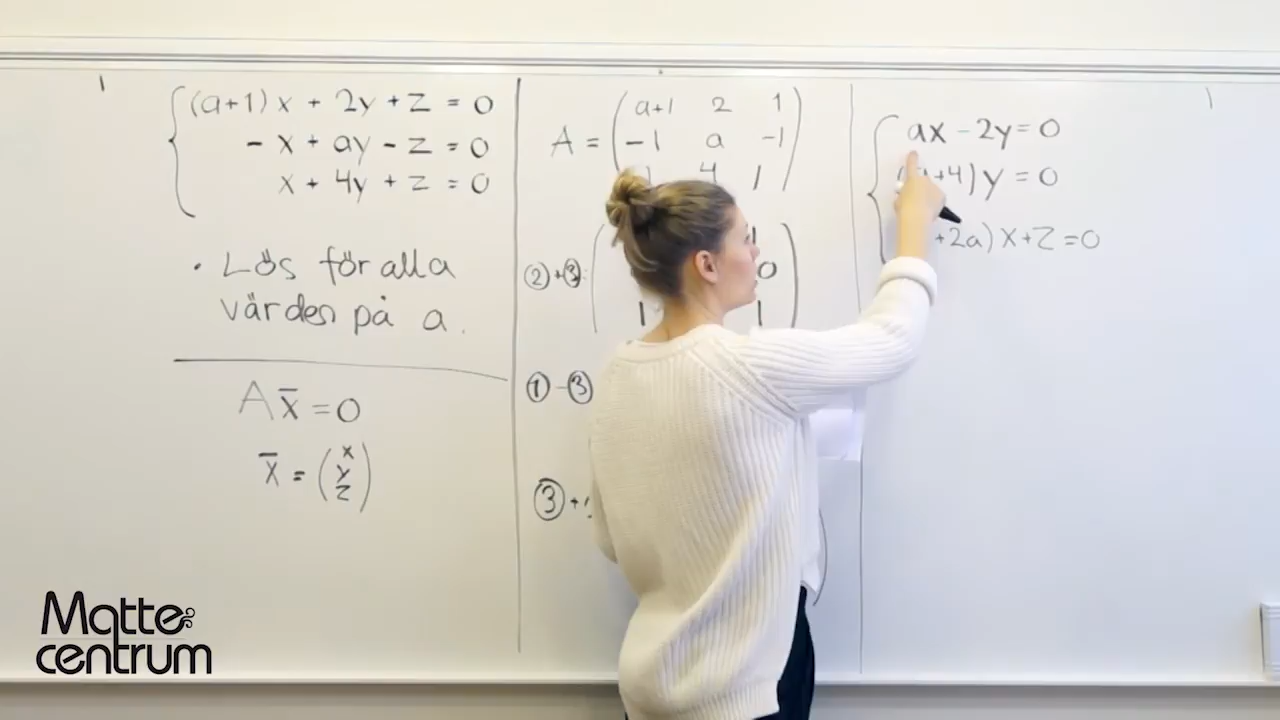 (a+1)x + 2y + z = 0
- x + ay - z = 0
x + 4y + z = 0
• Lös för alla
värden på a.
A x̄ = 0
x̄ = (x
y
z)
A = (a+1 2 1
-1 a -1
4 1)
②+③:
0
1 1
①-③
③+
ax - 2y = 0
+4)y = 0
+2a)x+z=0
Matte
centrum